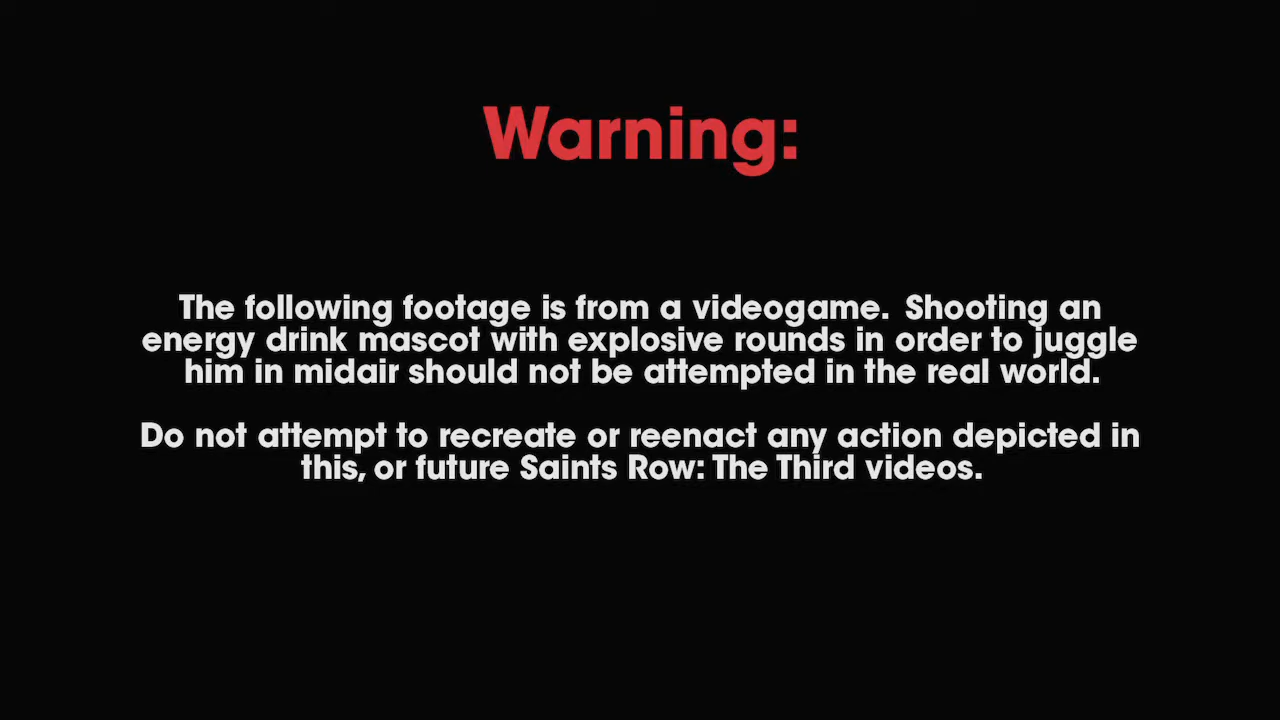 Warning:
The following footage is from a videogame.  Shooting an
energy drink mascot with explosive rounds in order to juggle
him in midair should not be attempted in the real world.
Do not attempt to recreate or reenact any action depicted in
this, or future Saints Row: The Third videos.